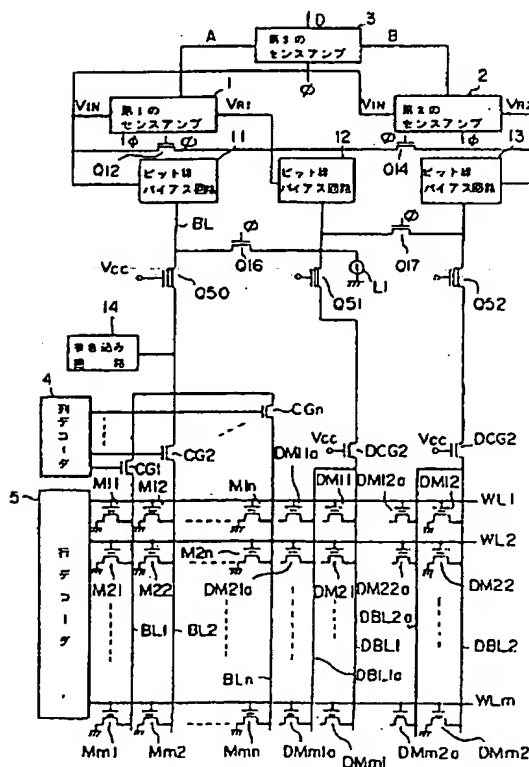 D
3
A
第3の
センスアンプ
B
1
2
φ
VIN
第1の
センスアンプ
VR1
VIN
第2の
センスアンプ
VR2
φ
11
φ
12
φ
φ
13
Q12
Q14
ビット線
バイアス回路
ビット線
バイアス回路
ビット線
バイアス回路
BL
φ
φ
Q16
Q17
Vcc
Q50
Q51
L1
Q52
14
書き込み
回路
4
列デコーダ
CGn
CG2
CG1
Vcc
DCG2
Vcc
DCG2
5
行デコーダ
M11
M12
M1n
DM11a
DM11
DM12a
DM12
WL1
WL2
M21
M22
M2n
DM21a
DM21
DM22a
DM22
BL1
BL2
BLn
DBL1a
DBL1
DBL2a
DBL2
WLm
Mm1
Mm2
Mmn
DMm1a
DMm1
DMm2a
DMm2